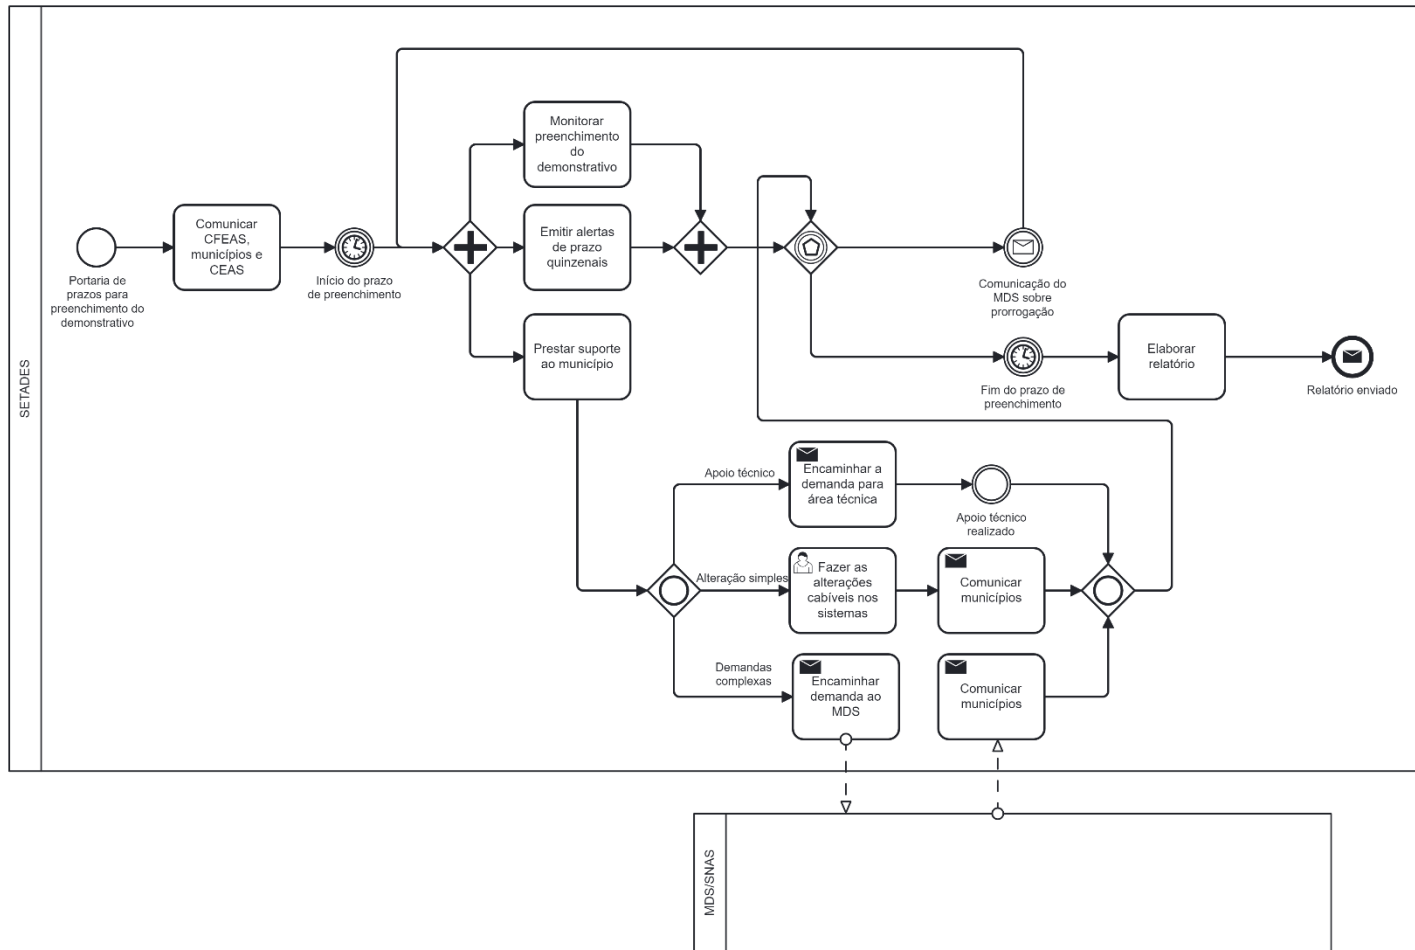 SETADES
Portaria de
prazos para
preenchimento do
demonstrativo
Comunicar
CFEAS,
municípios e
CEAS
Início do prazo
de preenchimento
Monitorar
preenchimento
do
demonstrativo
Emitir alertas
de prazo
quinzenais
Prestar suporte
ao município
Comunicação do
MDS sobre
prorrogação
Fim do prazo de
preenchimento
Elaborar
relatório
Relatório enviado
Apoio técnico
Encaminhar a
demanda para
área técnica
Apoio técnico
realizado
Alteração simples
Fazer as
alterações
cabíveis nos
sistemas
Comunicar
municípios
Demandas
complexas
Encaminhar
demanda ao
MDS
Comunicar
municípios
MDS/SNAS